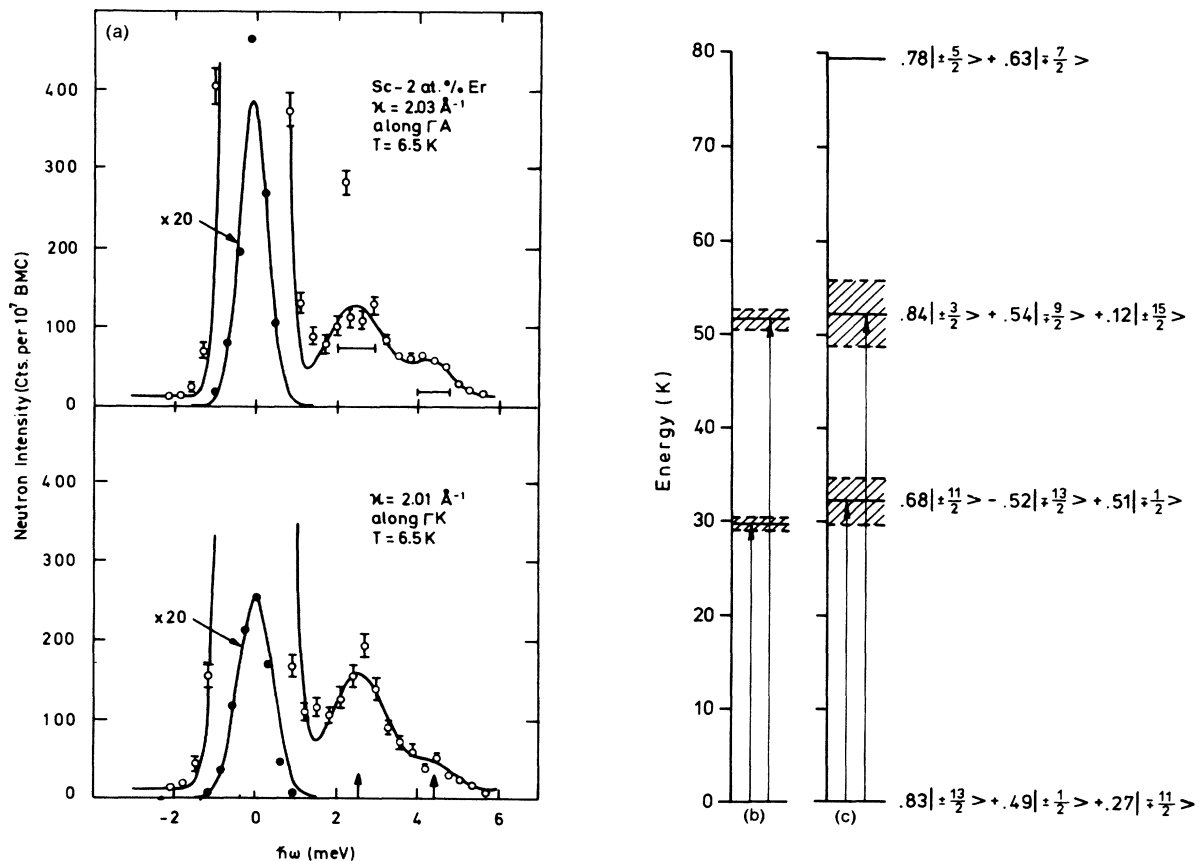 (a)
Sc-2 at.% Er
ϰ = 2.03 Å⁻¹
along ΓA
T = 6.5 K
x 20
400
300
200
100
0
Neutron Intensity (Cts. per 10⁷ BMC)
ϰ = 2.01 Å⁻¹
along ΓK
T = 6.5 K
x20
400
300
200
100
0
-2 0 2 4 6
ħω (meV)
Energy (K)
80
70
60
50
40
30
20
10
0
(b)
(c)
.78|± 5/2 > + .63|∓ 7/2 >
.84|± 3/2 > + .54|∓ 9/2 > + .12|± 15/2 >
.68|± 11/2 > − .52|∓ 13/2 > + .51|∓ 1/2 >
.83|± 13/2 > + .49|± 1/2 > + .27|∓ 11/2 >